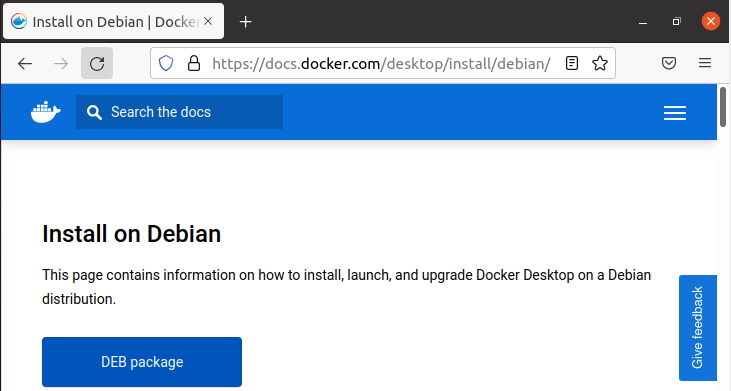 Install on Debian | Docker
https://docs.docker.com/desktop/install/debian/
Search the docs
Install on Debian
This page contains information on how to install, launch, and upgrade Docker Desktop on a Debian
distribution.
Give feedback
DEB package